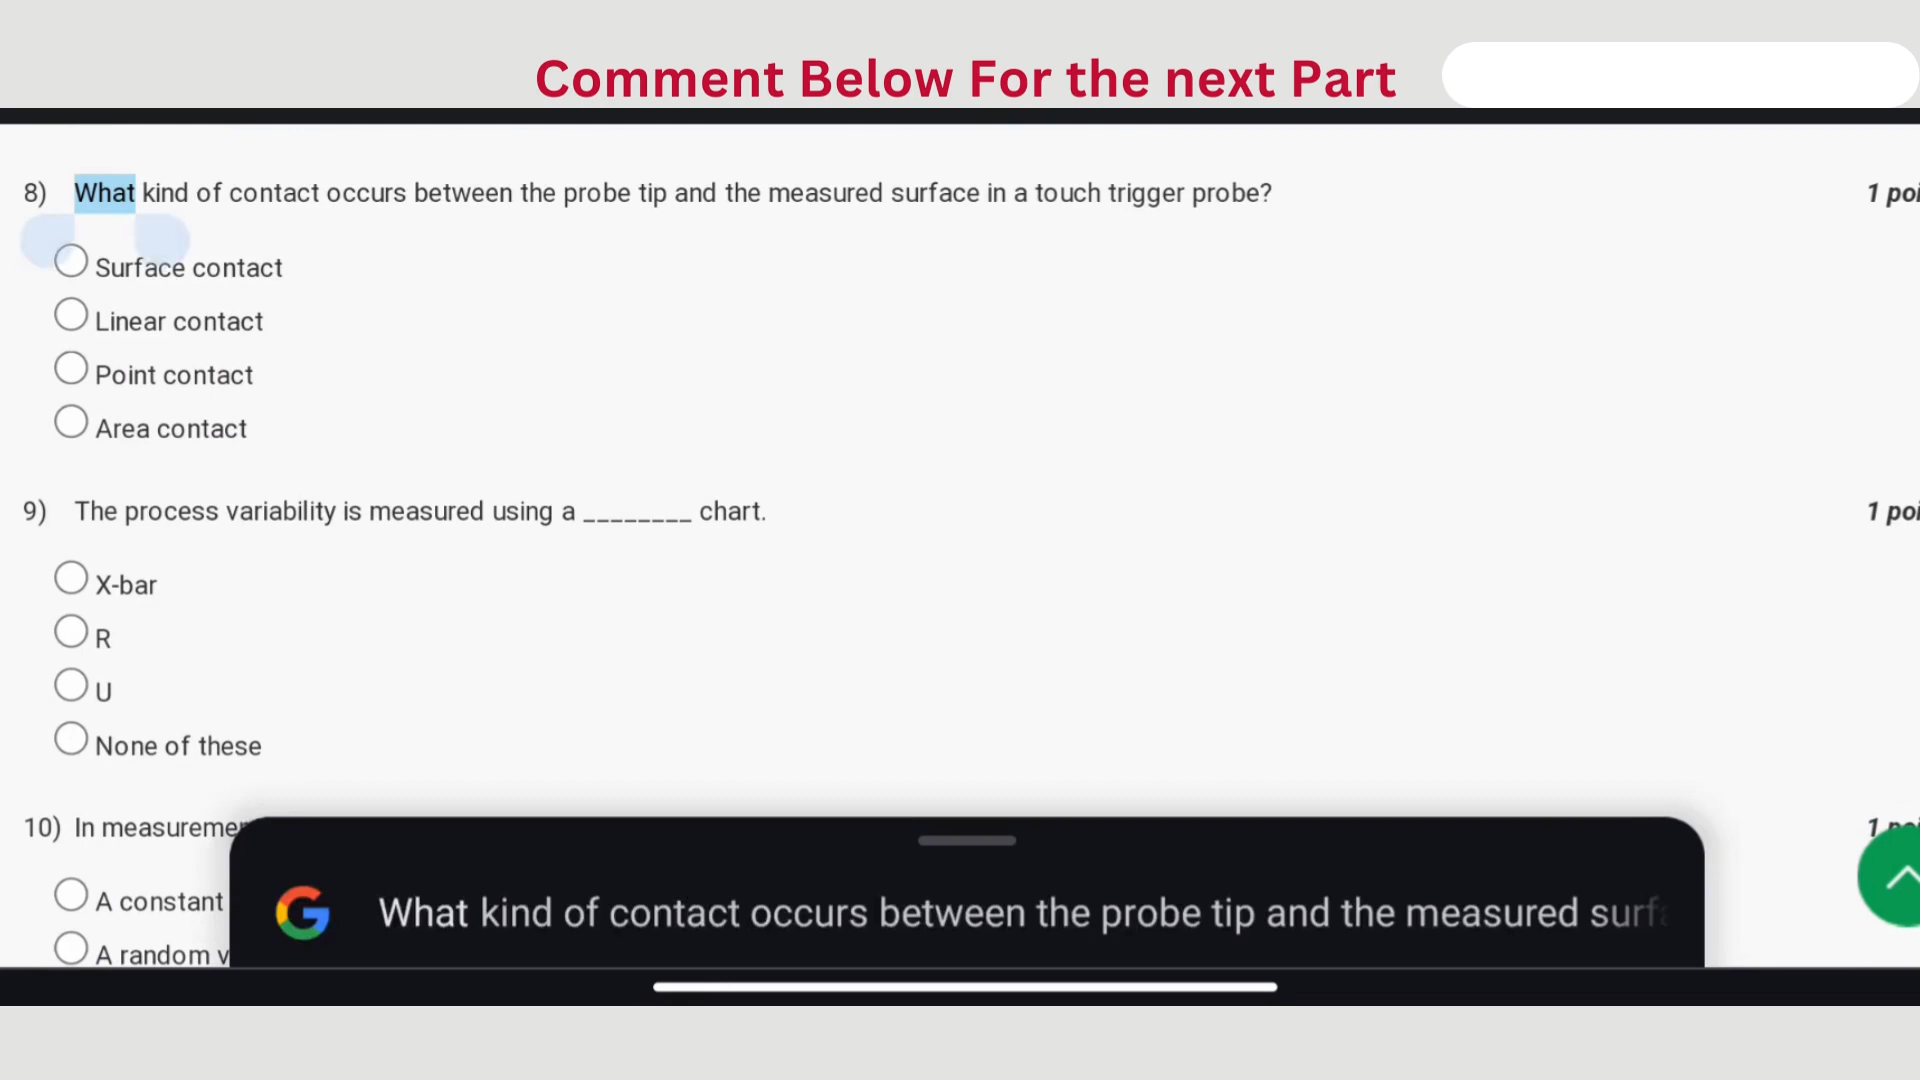 Comment Below For the next Part
8) What kind of contact occurs between the probe tip and the measured surface in a touch trigger probe? 1 poi
Surface contact
Linear contact
Point contact
Area contact
9) The process variability is measured using a ________ chart. 1 poi
X-bar
R
U
None of these
10) In measureme 1
A constant
A random v
What kind of contact occurs between the probe tip and the measured surf